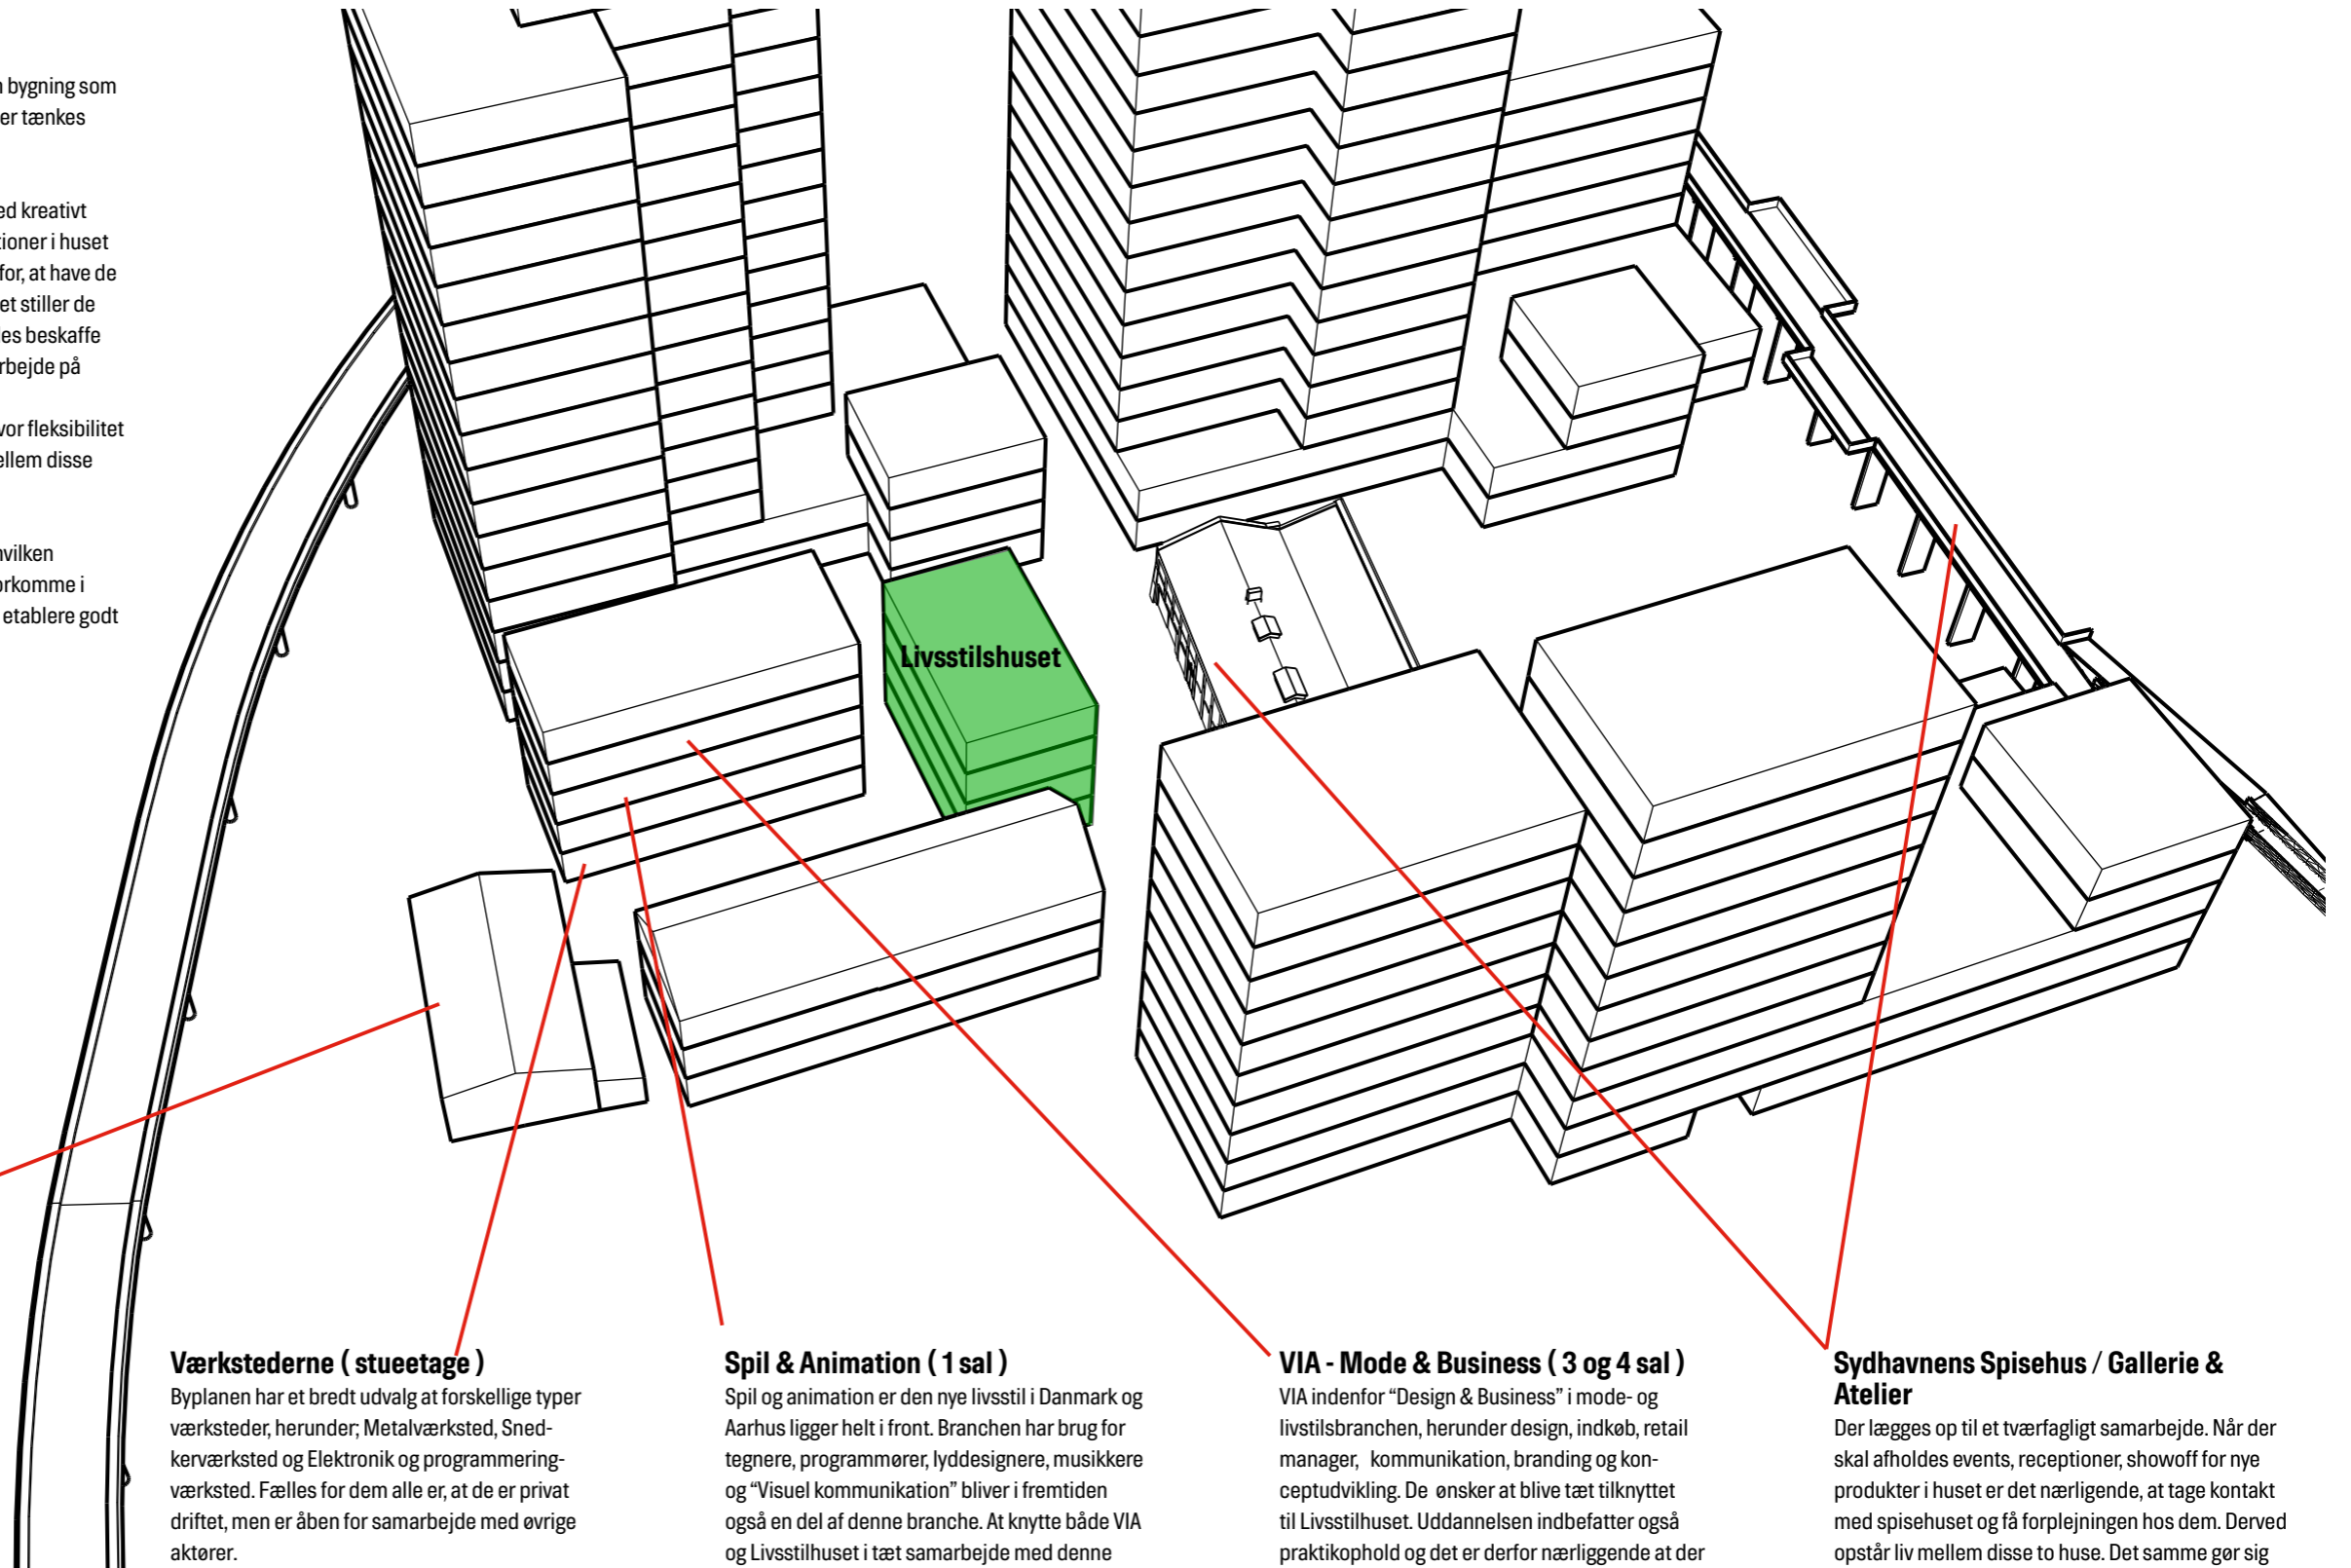 bygning som
er tænkes
ed kreativt
tioner i huset
for, at have de
et stiller de
des beskaffe
rbejde på
vor fleksibilitet
ellem disse
hvilken
orkomme i
etablere godt
Livsstilshuset
Værkstederne ( stueetage )
Byplanen har et bredt udvalg at forskellige typer
værksteder, herunder; Metalværksted, Sned-
kerværksted og Elektronik og programmering-
værksted. Fælles for dem alle er, at de er privat
driftet, men er åben for samarbejde med øvrige
aktører.
Spil & Animation ( 1 sal )
Spil og animation er den nye livsstil i Danmark og
Aarhus ligger helt i front. Branchen har brug for
tegnere, programmører, lyddesignere, musikkere
og “Visuel kommunikation” bliver i fremtiden
også en del af denne branche. At knytte både VIA
og Livsstilhuset i tæt samarbejde med denne
VIA - Mode & Business ( 3 og 4 sal )
VIA indenfor “Design & Business” i mode- og
livstilsbranchen, herunder design, indkøb, retail
manager, kommunikation, branding og kon-
ceptudvikling. De ønsker at blive tæt tilknyttet
til Livsstilhuset. Uddannelsen indbefatter også
praktikophold og det er derfor nærliggende at der
Sydhavnens Spisehus / Gallerie &
Atelier
Der lægges op til et tværfagligt samarbejde. Når der
skal afholdes events, receptioner, showoff for nye
produkter i huset er det nærligende, at tage kontakt
med spisehuset og få forplejningen hos dem. Derved
opstår liv mellem disse to huse. Det samme gør sig